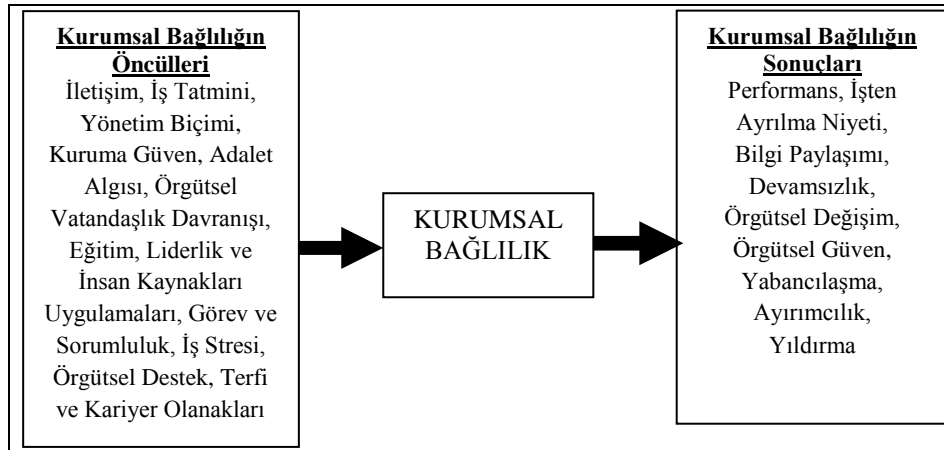 Kurumsal Bağlılığın
Öncülleri
İletişim, İş Tatmini,
Yönetim Biçimi,
Kuruma Güven, Adalet
Algısı, Örgütsel
Vatandaşlık Davranışı,
Eğitim, Liderlik ve
İnsan Kaynakları
Uygulamaları, Görev ve
Sorumluluk, İş Stresi,
Örgütsel Destek, Terfi
ve Kariyer Olanakları
KURUMSAL
BAĞLILIK
Kurumsal Bağlılığın
Sonuçları
Performans, İşten
Ayrılma Niyeti,
Bilgi Paylaşımı,
Devamsızlık,
Örgütsel Değişim,
Örgütsel Güven,
Yabancılaşma,
Ayırımcılık,
Yıldırma